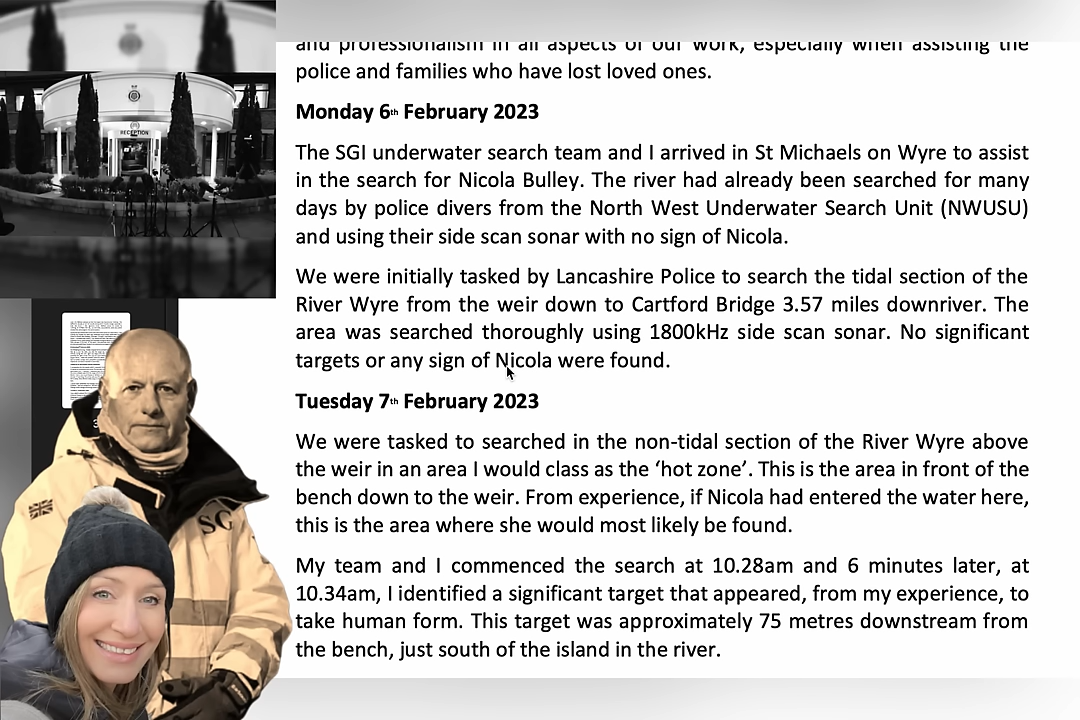 and professionalism in all aspects of our work, especially when assisting the
police and families who have lost loved ones.
Monday 6th February 2023
The SGI underwater search team and I arrived in St Michaels on Wyre to assist
in the search for Nicola Bulley. The river had already been searched for many
days by police divers from the North West Underwater Search Unit (NWUSU)
and using their side scan sonar with no sign of Nicola.
We were initially tasked by Lancashire Police to search the tidal section of the
River Wyre from the weir down to Cartford Bridge 3.57 miles downriver. The
area was searched thoroughly using 1800kHz side scan sonar. No significant
targets or any sign of Nicola were found.
Tuesday 7th February 2023
We were tasked to searched in the non-tidal section of the River Wyre above
the weir in an area I would class as the ‘hot zone’. This is the area in front of the
bench down to the weir. From experience, if Nicola had entered the water here,
this is the area where she would most likely be found.
My team and I commenced the search at 10.28am and 6 minutes later, at
10.34am, I identified a significant target that appeared, from my experience, to
take human form. This target was approximately 75 metres downstream from
the bench, just south of the island in the river.
RECEPTION
SG